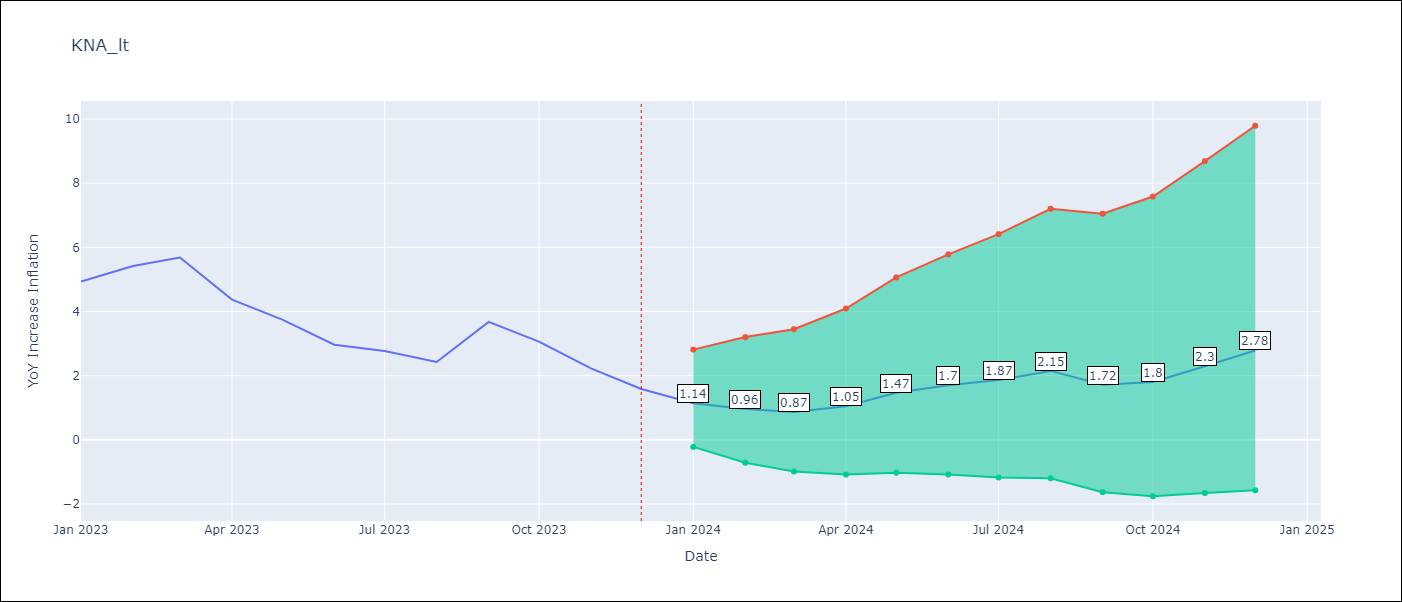 KNA_lt
YoY Increase Inflation
10
8
6
4
2
0
−2
1.14
0.96
0.87
1.05
1.47
1.7
1.87
2.15
1.72
1.8
2.3
2.78
Jan 2023
Apr 2023
Jul 2023
Oct 2023
Jan 2024
Apr 2024
Jul 2024
Oct 2024
Jan 2025
Date